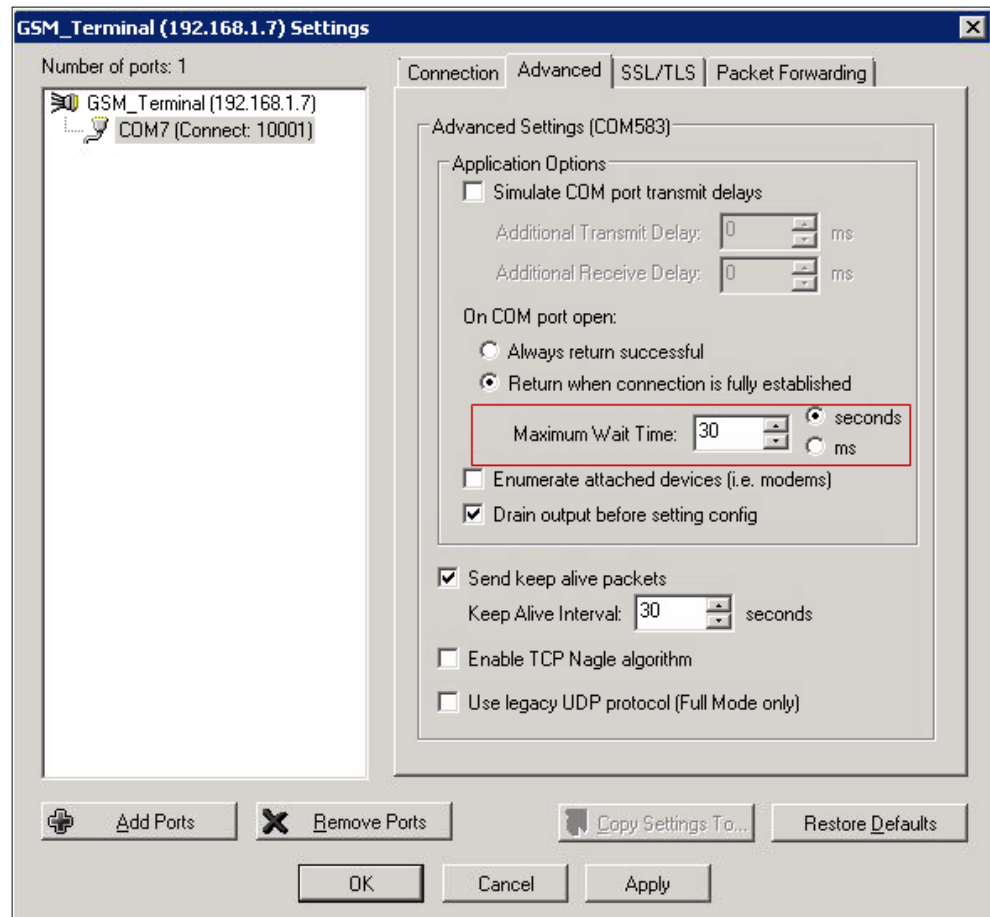 GSM_Terminal (192.168.1.7) Settings
Number of ports: 1
GSM_Terminal (192.168.1.7)
COM7 (Connect: 10001)
Connection Advanced SSL/TLS Packet Forwarding
Advanced Settings (COM583)
Application Options
Simulate COM port transmit delays
Additional Transmit Delay: 0 ms
Additional Receive Delay: 0 ms
On COM port open:
Always return successful
Return when connection is fully established
Maximum Wait Time: 30 seconds
ms
Enumerate attached devices (i.e. modems)
Drain output before setting config
Send keep alive packets
Keep Alive Interval: 30 seconds
Enable TCP Nagle algorithm
Use legacy UDP protocol (Full Mode only)
Add Ports Remove Ports Copy Settings To... Restore Defaults
OK Cancel Apply